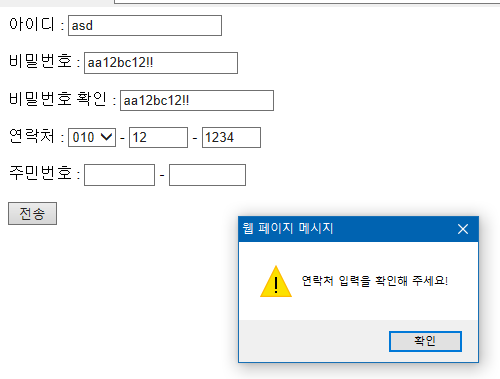 아이디 : asd
비밀번호 : aa12bc12!!
비밀번호 확인 : aa12bc12!!
연락처 : 010 - 12 - 1234
주민번호 : -
전송
웹 페이지 메시지
연락처 입력을 확인해 주세요!
확인